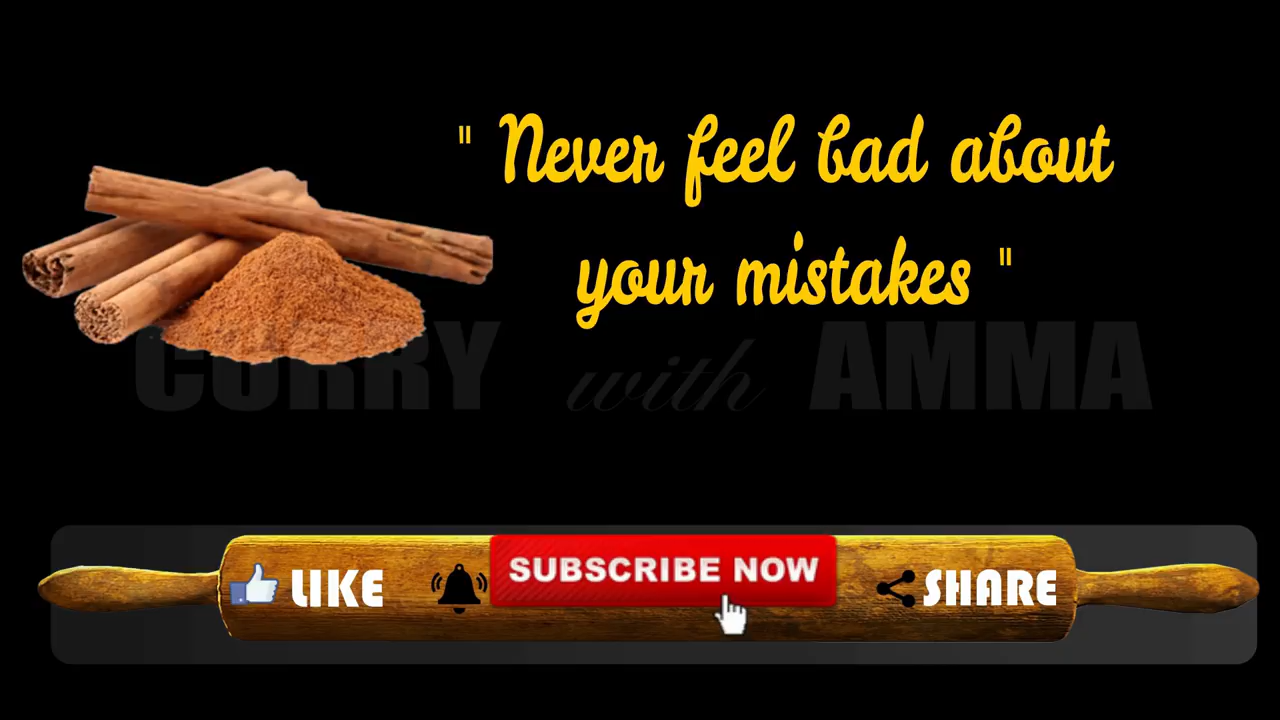 " Never feel bad about
your mistakes "
CURRY with AMMA
LIKE
SUBSCRIBE NOW
SHARE